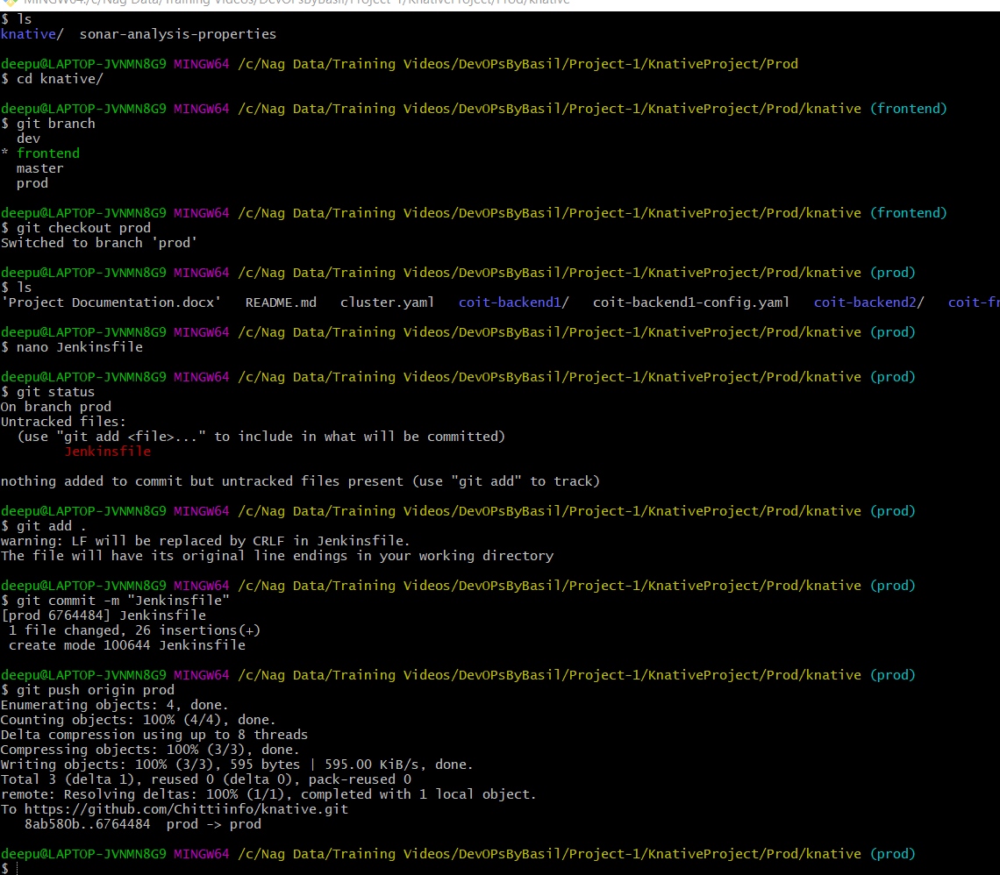 MINGW64:/c/Nag Data/Training Videos/DevOPsByBasil/Project-1/KnativeProject/Prod/knative
$ ls
knative/  sonar-analysis-properties
deepu@LAPTOP-JVNMN8G9 MINGW64 /c/Nag Data/Training Videos/DevOPsByBasil/Project-1/KnativeProject/Prod
$ cd knative/
deepu@LAPTOP-JVNMN8G9 MINGW64 /c/Nag Data/Training Videos/DevOPsByBasil/Project-1/KnativeProject/Prod/knative (frontend)
$ git branch
  dev
* frontend
  master
  prod
deepu@LAPTOP-JVNMN8G9 MINGW64 /c/Nag Data/Training Videos/DevOPsByBasil/Project-1/KnativeProject/Prod/knative (frontend)
$ git checkout prod
Switched to branch 'prod'
deepu@LAPTOP-JVNMN8G9 MINGW64 /c/Nag Data/Training Videos/DevOPsByBasil/Project-1/KnativeProject/Prod/knative (prod)
$ ls
'Project Documentation.docx'   README.md   cluster.yaml   coit-backend1/   coit-backend1-config.yaml   coit-backend2/
deepu@LAPTOP-JVNMN8G9 MINGW64 /c/Nag Data/Training Videos/DevOPsByBasil/Project-1/KnativeProject/Prod/knative (prod)
$ nano Jenkinsfile
deepu@LAPTOP-JVNMN8G9 MINGW64 /c/Nag Data/Training Videos/DevOPsByBasil/Project-1/KnativeProject/Prod/knative (prod)
$ git status
On branch prod
Untracked files:
  (use "git add <file>..." to include in what will be committed)
        Jenkinsfile
nothing added to commit but untracked files present (use "git add" to track)
deepu@LAPTOP-JVNMN8G9 MINGW64 /c/Nag Data/Training Videos/DevOPsByBasil/Project-1/KnativeProject/Prod/knative (prod)
$ git add .
warning: LF will be replaced by CRLF in Jenkinsfile.
The file will have its original line endings in your working directory
deepu@LAPTOP-JVNMN8G9 MINGW64 /c/Nag Data/Training Videos/DevOPsByBasil/Project-1/KnativeProject/Prod/knative (prod)
$ git commit -m "Jenkinsfile"
[prod 6764484] Jenkinsfile
 1 file changed, 26 insertions(+)
 create mode 100644 Jenkinsfile
deepu@LAPTOP-JVNMN8G9 MINGW64 /c/Nag Data/Training Videos/DevOPsByBasil/Project-1/KnativeProject/Prod/knative (prod)
$ git push origin prod
Enumerating objects: 4, done.
Counting objects: 100% (4/4), done.
Delta compression using up to 8 threads
Compressing objects: 100% (3/3), done.
Writing objects: 100% (3/3), 595 bytes | 595.00 KiB/s, done.
Total 3 (delta 1), reused 0 (delta 0), pack-reused 0
remote: Resolving deltas: 100% (1/1), completed with 1 local object.
To https://github.com/Chittiinfo/knative.git
   8ab580b..6764484  prod -> prod
deepu@LAPTOP-JVNMN8G9 MINGW64 /c/Nag Data/Training Videos/DevOPsByBasil/Project-1/KnativeProject/Prod/knative (prod)
$